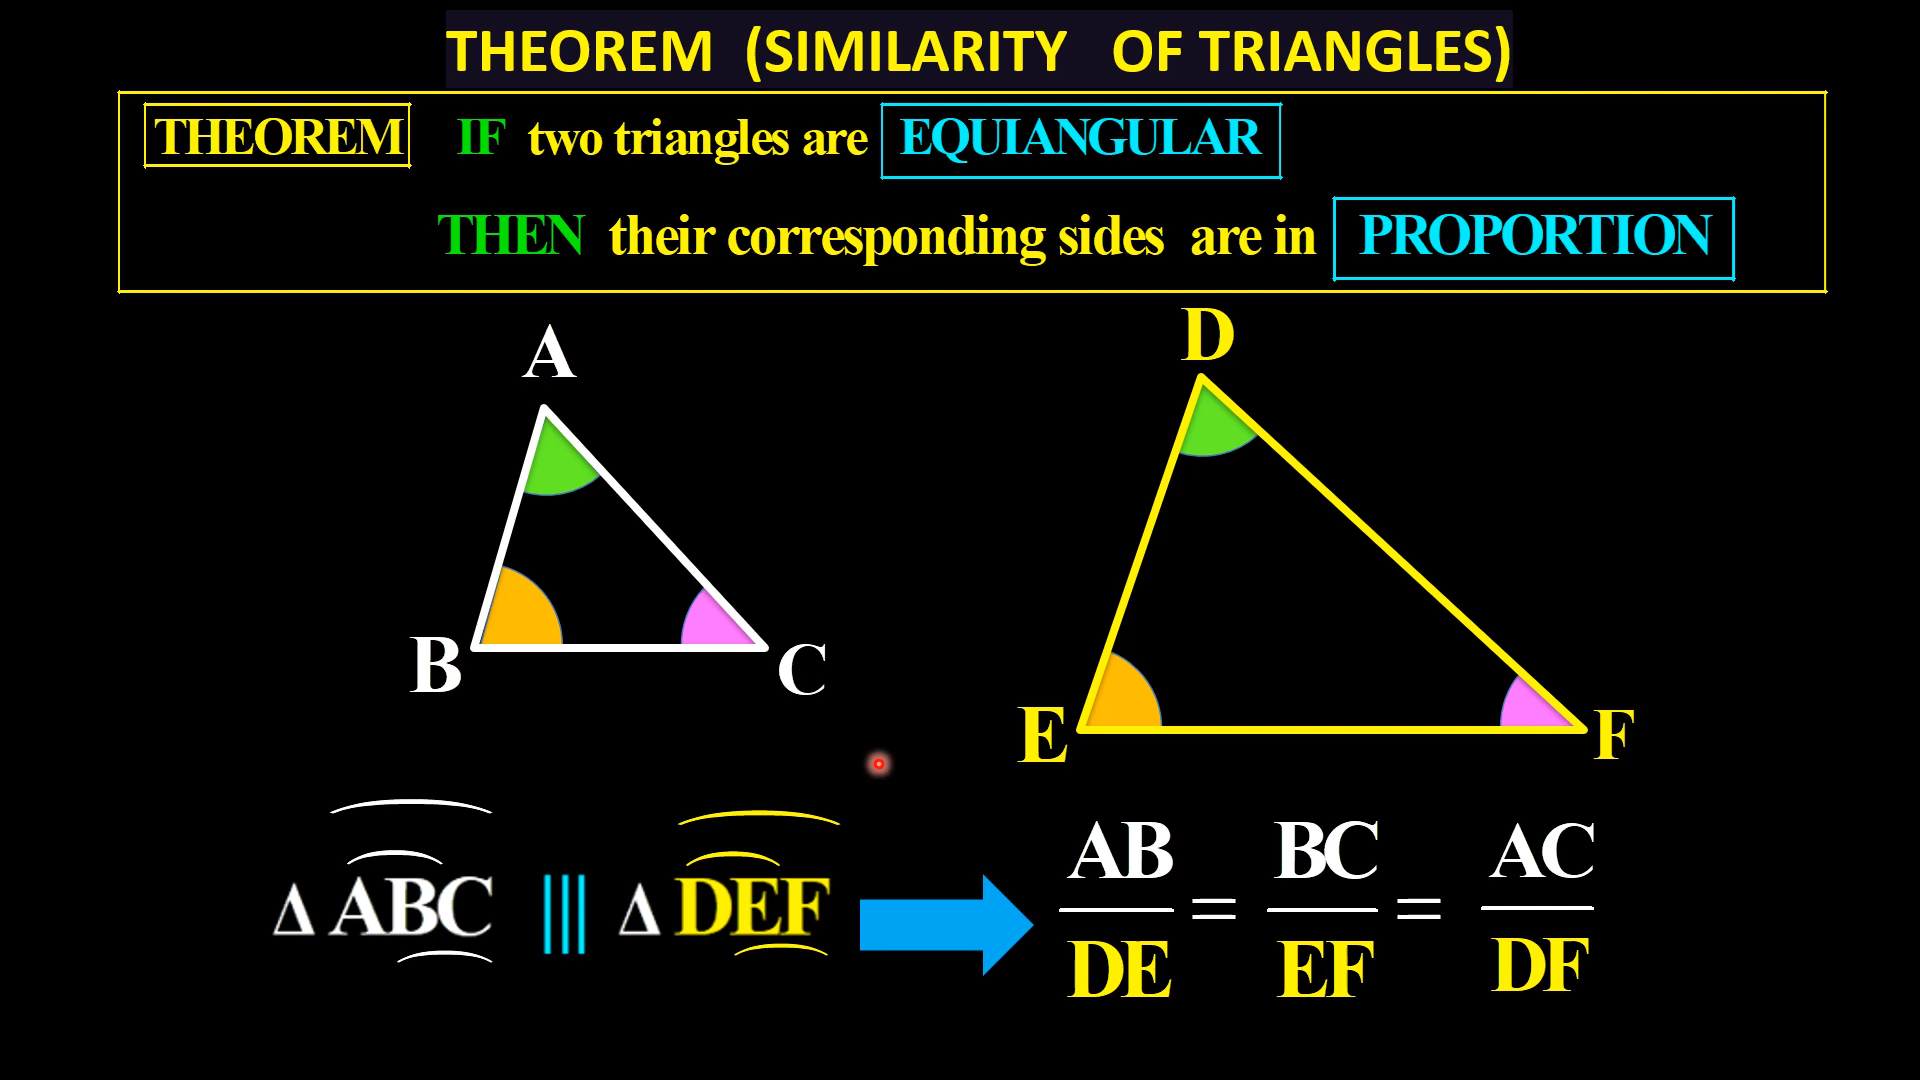 THEOREM (SIMILARITY OF TRIANGLES)
THEOREM IF two triangles are EQUIANGULAR
THEN their corresponding sides are in PROPORTION
A
D
B
C
E
F
Δ ABC ||| Δ DEF
AB/DE = BC/EF = AC/DF